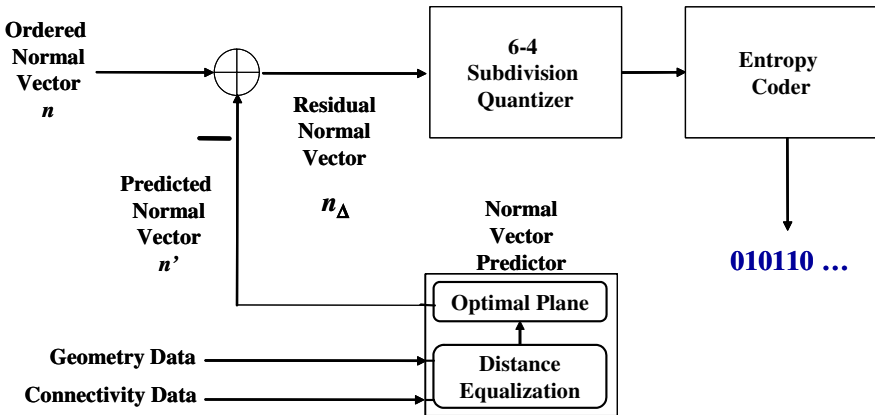 Ordered
Normal
Vector
n
6-4
Subdivision
Quantizer
Entropy
Coder
Residual
Normal
Vector
n∆
Predicted
Normal
Vector
n’
Normal
Vector
Predictor
010110 ...
Optimal Plane
Geometry Data
Distance
Equalization
Connectivity Data